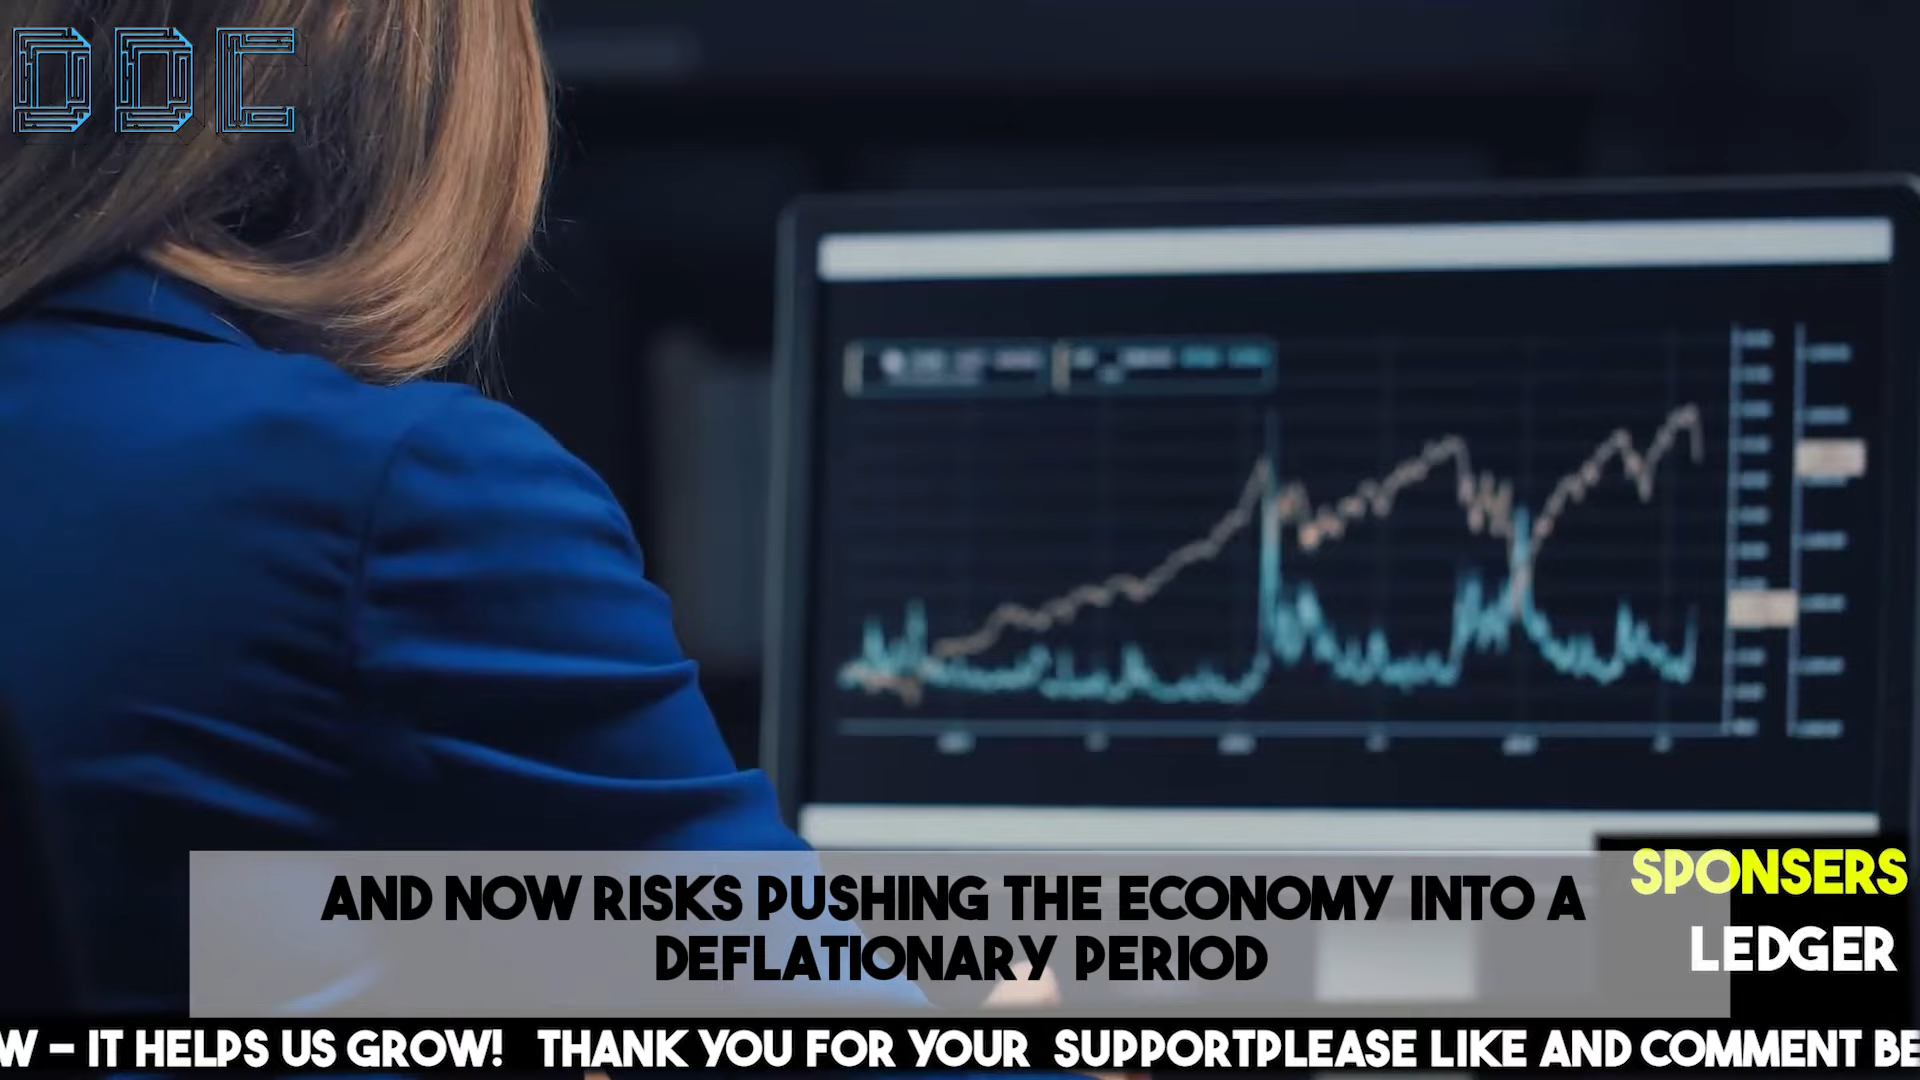 DDC
AND NOW RISKS PUSHING THE ECONOMY INTO A
DEFLATIONARY PERIOD
SPONSERS
LEDGER
W – IT HELPS US GROW! THANK YOU FOR YOUR SUPPORTPLEASE LIKE AND COMMENT BE